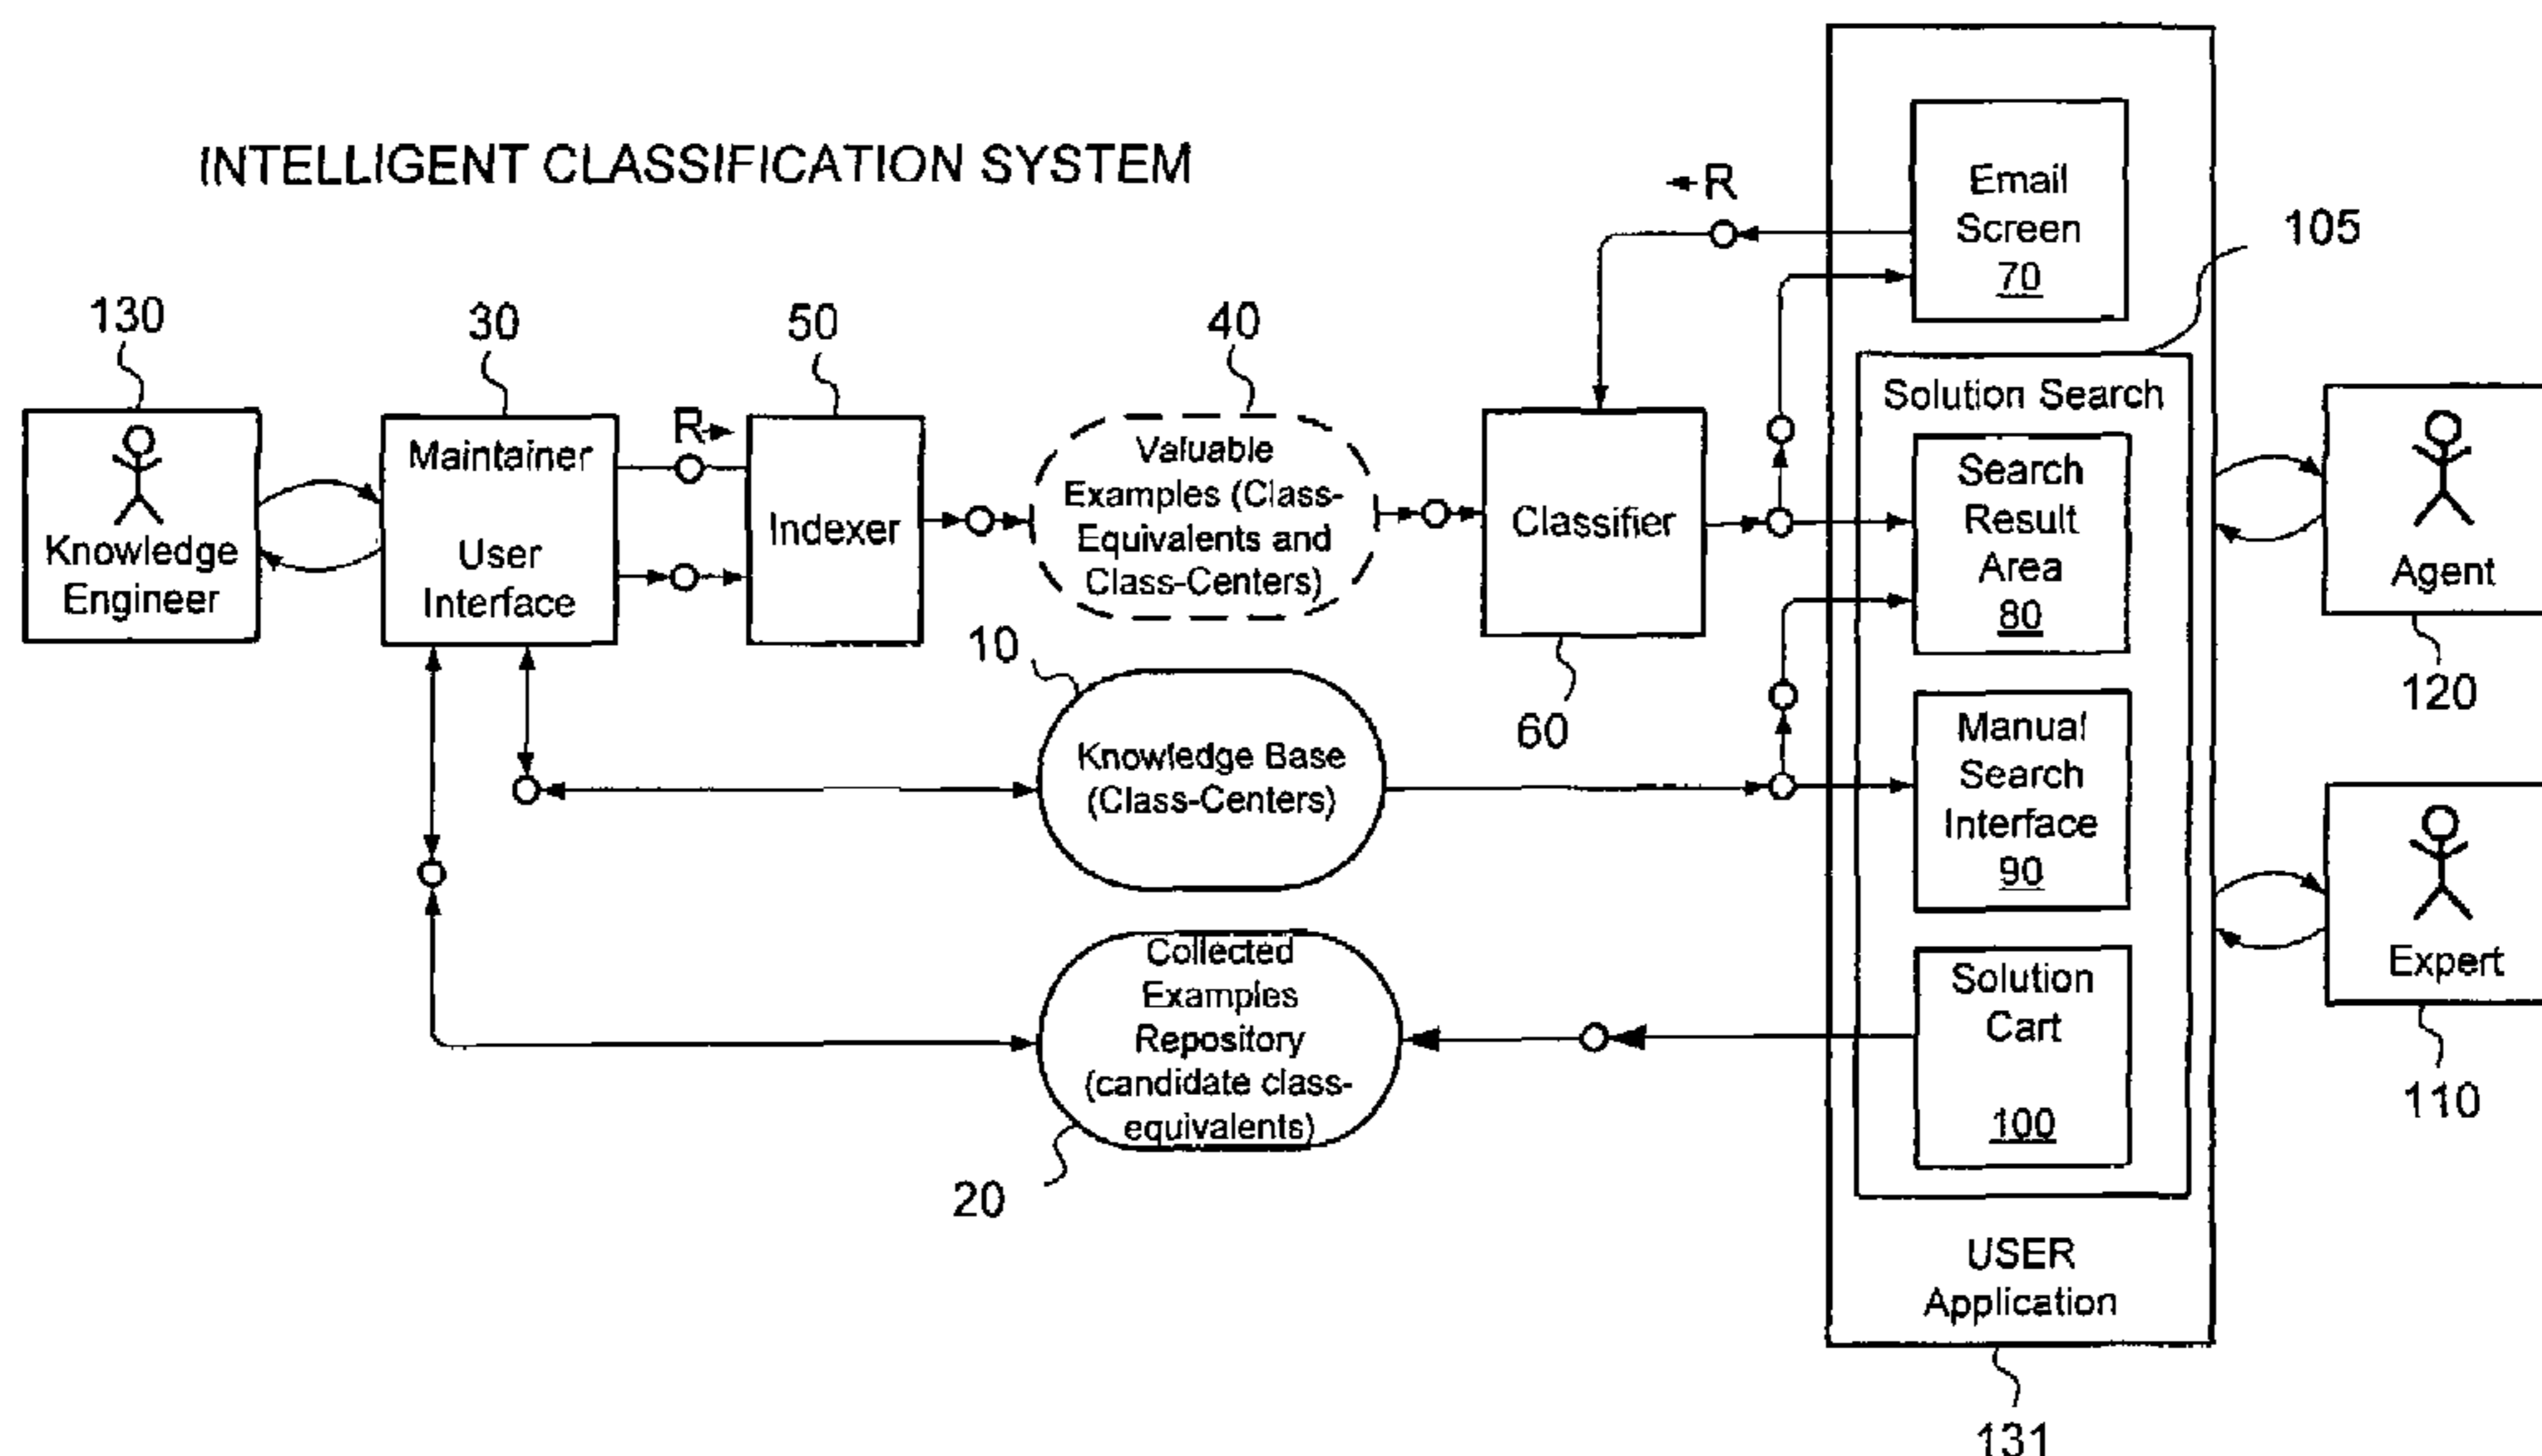 INTELLIGENT CLASSIFICATION SYSTEM
130
Knowledge
Engineer
30
Maintainer
User
Interface
R
50
Indexer
40
Valuable
Examples (Class-
Equivalents and
Class-Centers)
10
Knowledge Base
(Class-Centers)
Collected
Examples
Repository
(candidate class-
equivalents)
20
R
Classifier
60
Email
Screen
70
105
Solution Search
Search
Result
Area
80
Manual
Search
Interface
90
Solution
Cart
100
USER
Application
131
Agent
120
Expert
110